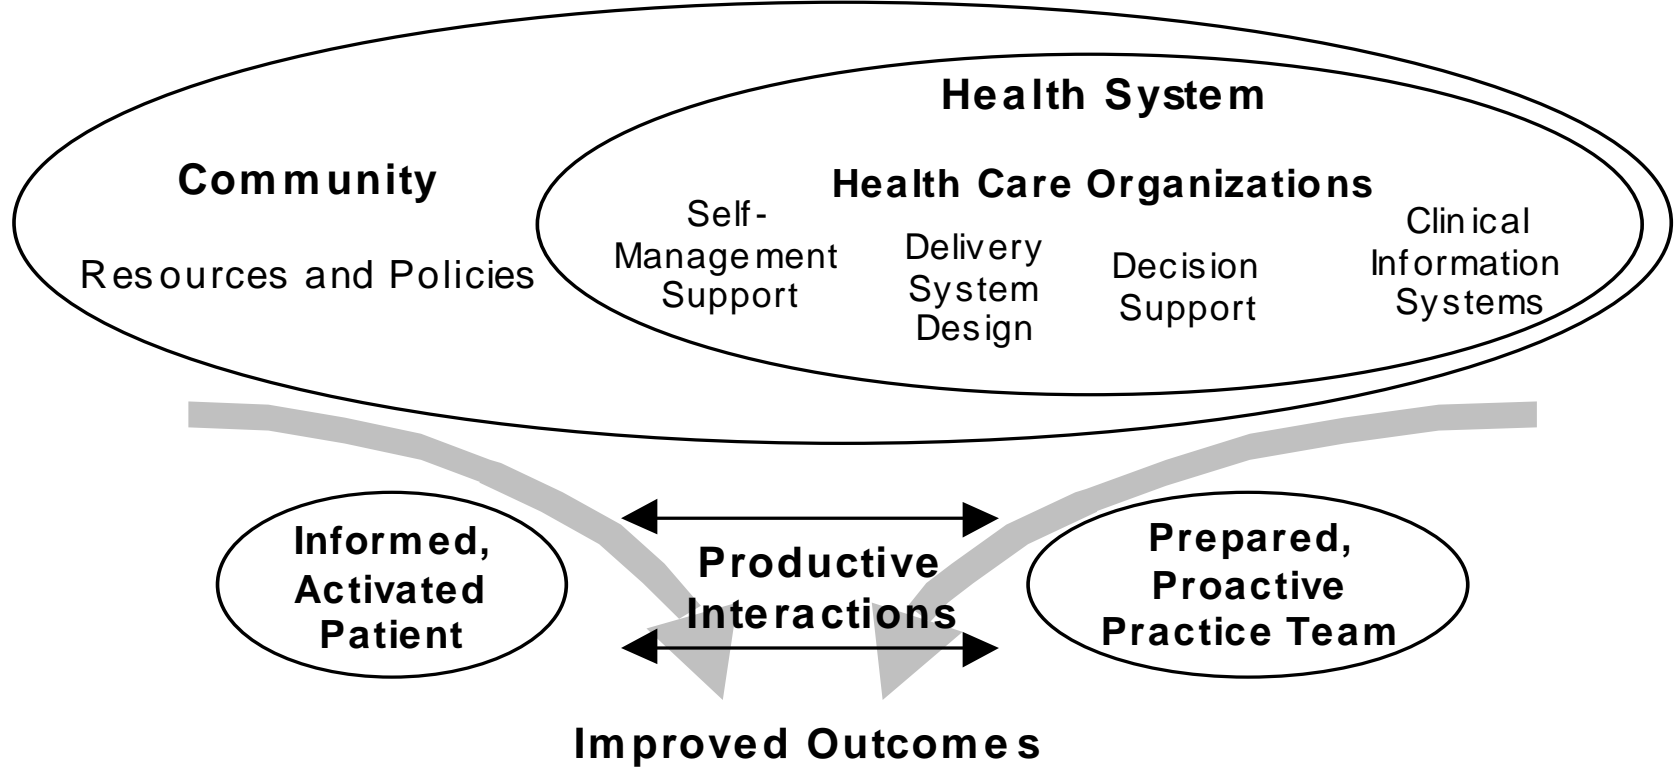 Health System
Community
Resources and Policies
Health Care Organizations
Self-
Management
Support
Delivery
System
Design
Decision
Support
Clinical
Information
Systems
Informed,
Activated
Patient
Productive
Interactions
Prepared,
Proactive
Practice Team
Improved Outcomes